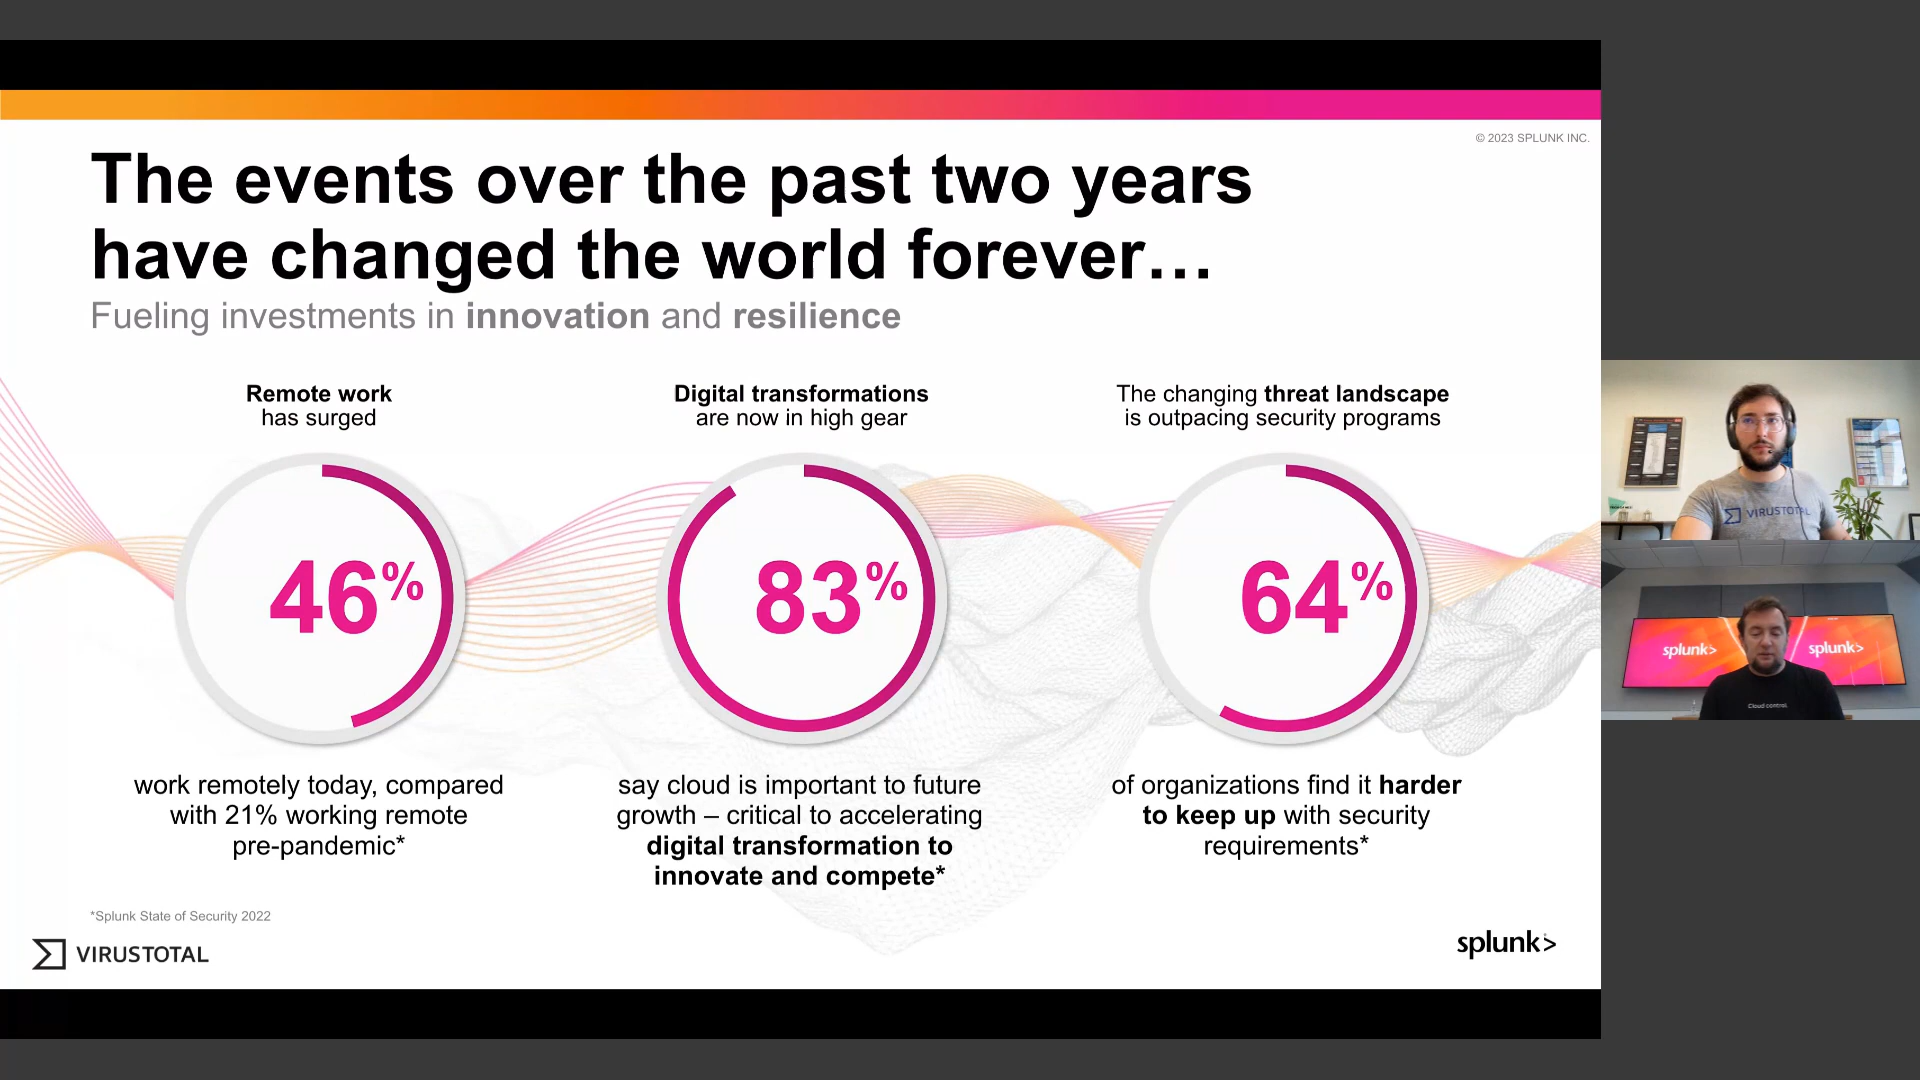 © 2023 SPLUNK INC.
The events over the past two years
have changed the world forever…
Fueling investments in innovation and resilience
Remote work
has surged
46%
work remotely today, compared
with 21% working remote
pre-pandemic*
Digital transformations
are now in high gear
83%
say cloud is important to future
growth – critical to accelerating
digital transformation to
innovate and compete*
The changing threat landscape
is outpacing security programs
64%
of organizations find it harder
to keep up with security
requirements*
*Splunk State of Security 2022
VIRUSTOTAL
splunk>
VIRUSTOTAL
splunk>
splunk>
Cloud control.